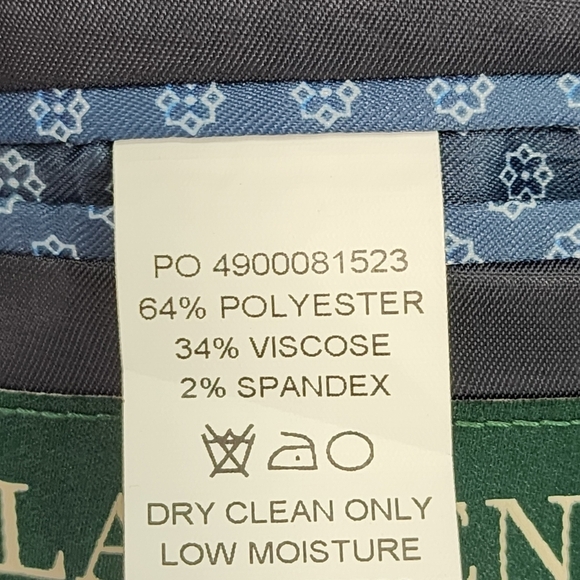 PO 4900081523
64% POLYESTER
34% VISCOSE
2% SPANDEX
DRY CLEAN ONLY
LOW MOISTURE